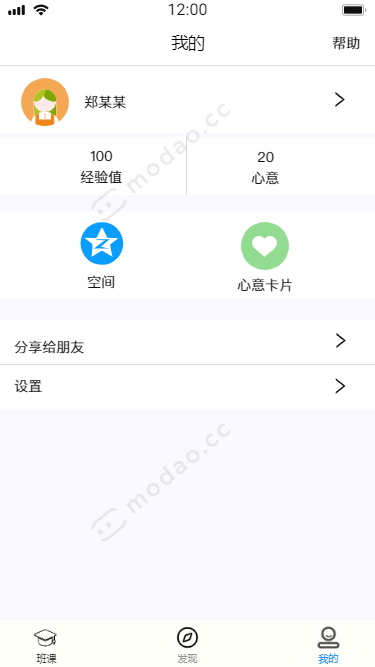 12:00
我的
帮助
郑某某
100
20
经验值
心意
modao.cc
空间
心意卡片
分享给朋友
设置
modao.cc
班课
发现
我的